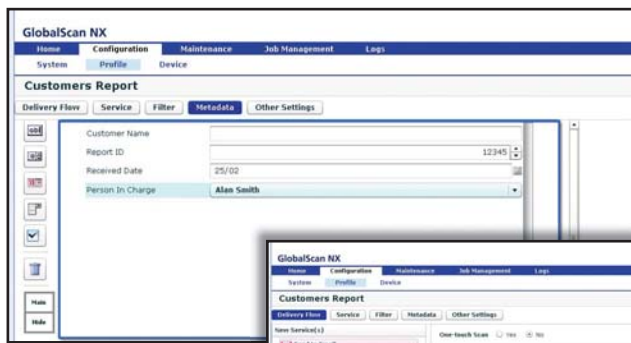 GlobalScan NX
Home Configuration Maintenance Job Management Logs
System Profile Device
Customers Report
Delivery Flow Service Filter Metadata Other Settings
Customer Name
Report ID 12345
Received Date 25/02
Person In Charge Alan Smith
Main
Hide
GlobalScan NX
Home Configuration Maintenance Job Management Logs
System Profile Device
Customers Report
Delivery Flow Service Filter Metadata Other Settings
New Service(s) One-touch Scan Yes No